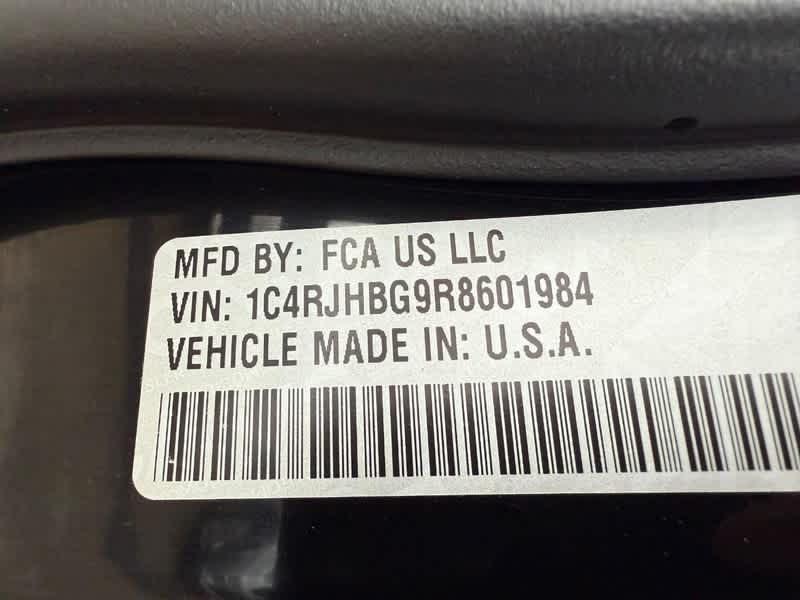 MFD BY: FCA US LLC
VIN: 1C4RJHBG9R8601984
VEHICLE MADE IN: U.S.A.